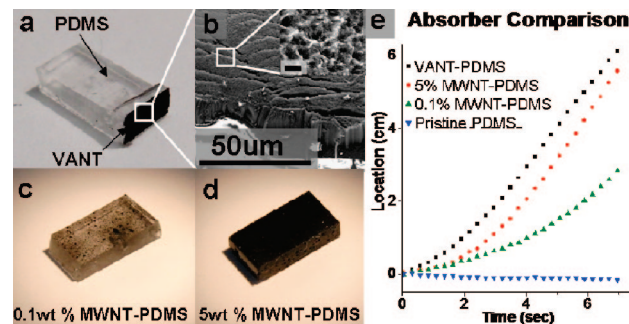 a
PDMS
VANT
b
50um
c
0.1wt % MWNT-PDMS
d
5wt % MWNT-PDMS
e
Absorber Comparison
VANT-PDMS
5% MWNT-PDMS
0.1% MWNT-PDMS
Pristine PDMS
Location (cm)
6
4
2
0
0 2 4 6
Time (sec)